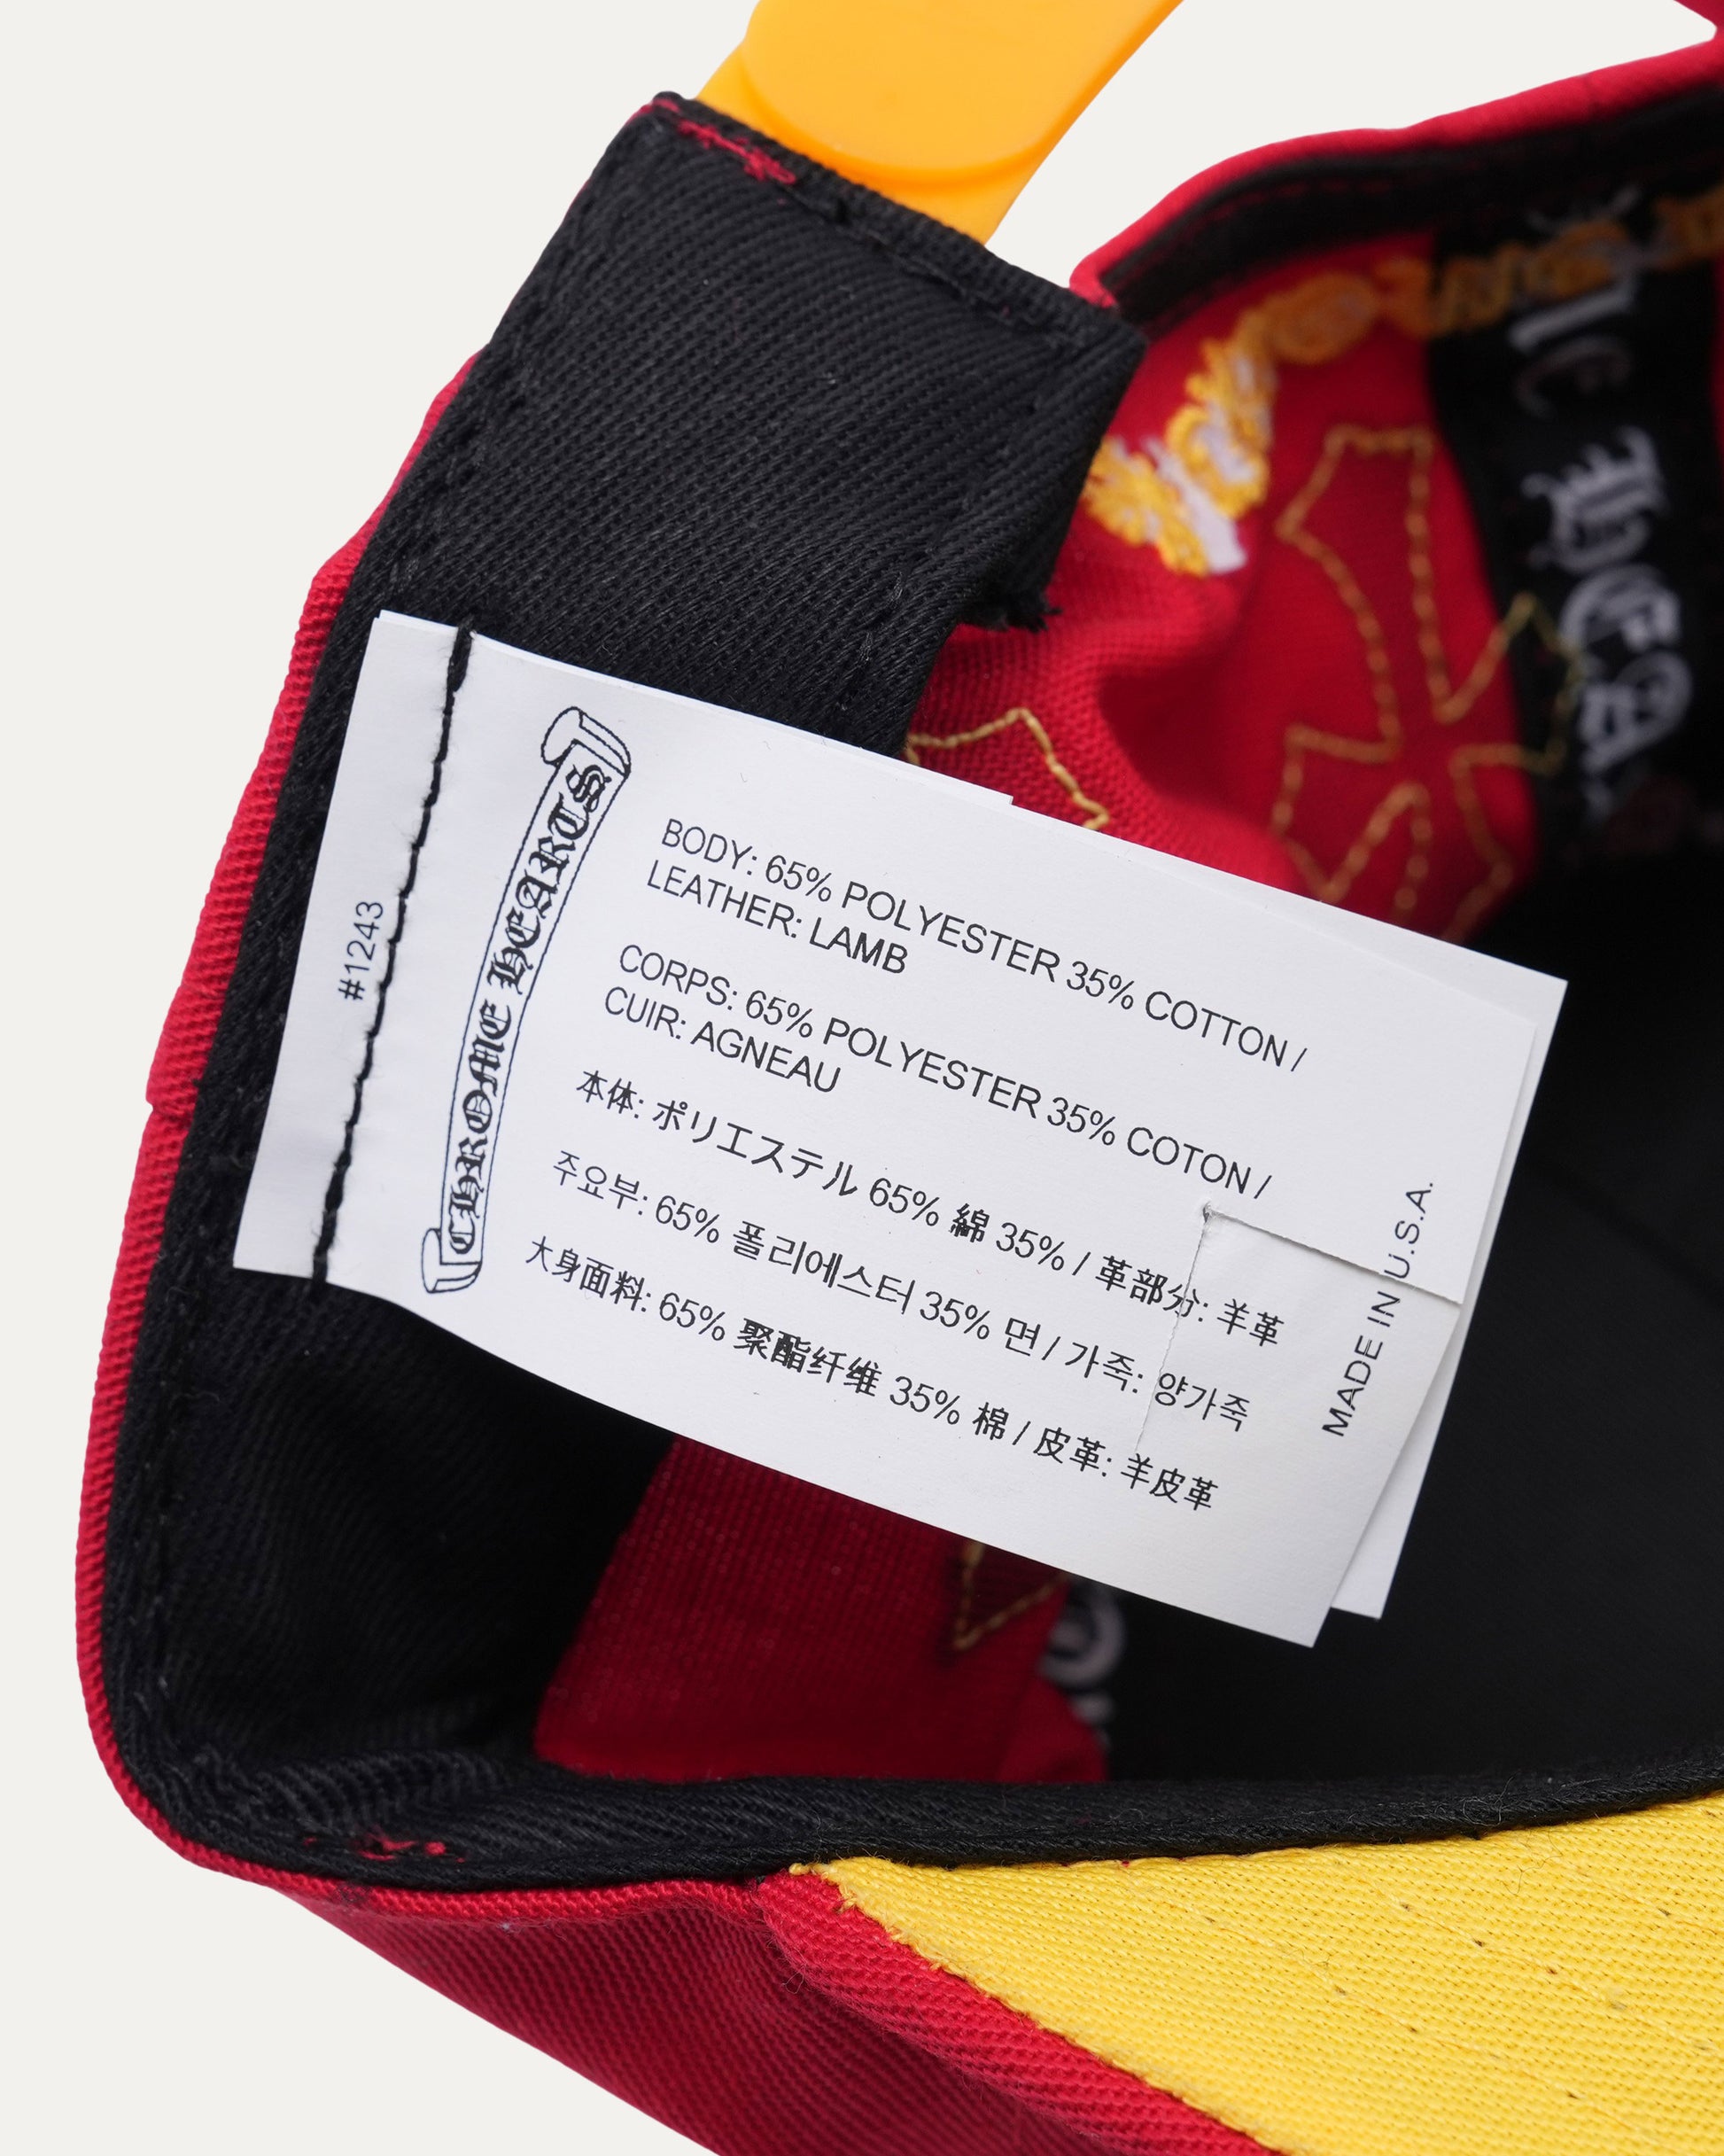 #1243
CHROME HEARTS
BODY: 65% POLYESTER 35% COTTON /
LEATHER: LAMB
CORPS: 65% POLYESTER 35% COTON /
CUIR: AGNEAU
本体: ポリエステル 65% 綿 35% / 革部分: 羊革
주요부: 65% 폴리에스터 35% 면 / 가족: 양가족
大身面料: 65% 聚酯纤维 35% 棉 / 皮革: 羊皮革
MADE IN U.S.A.